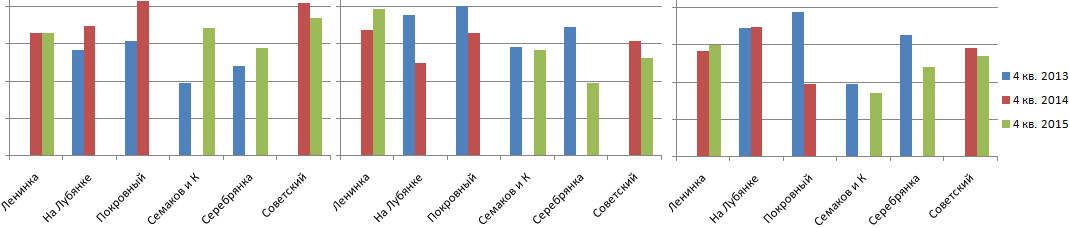 4 кв. 2013
4 кв. 2014
4 кв. 2015
Ленинка
На Лубянке
Покровный
Семаков и К
Серебрянка
Советский
Ленинка
На Лубянке
Покровный
Семаков и К
Серебрянка
Советский
Ленинка
На Лубянке
Покровный
Семаков и К
Серебрянка
Советский